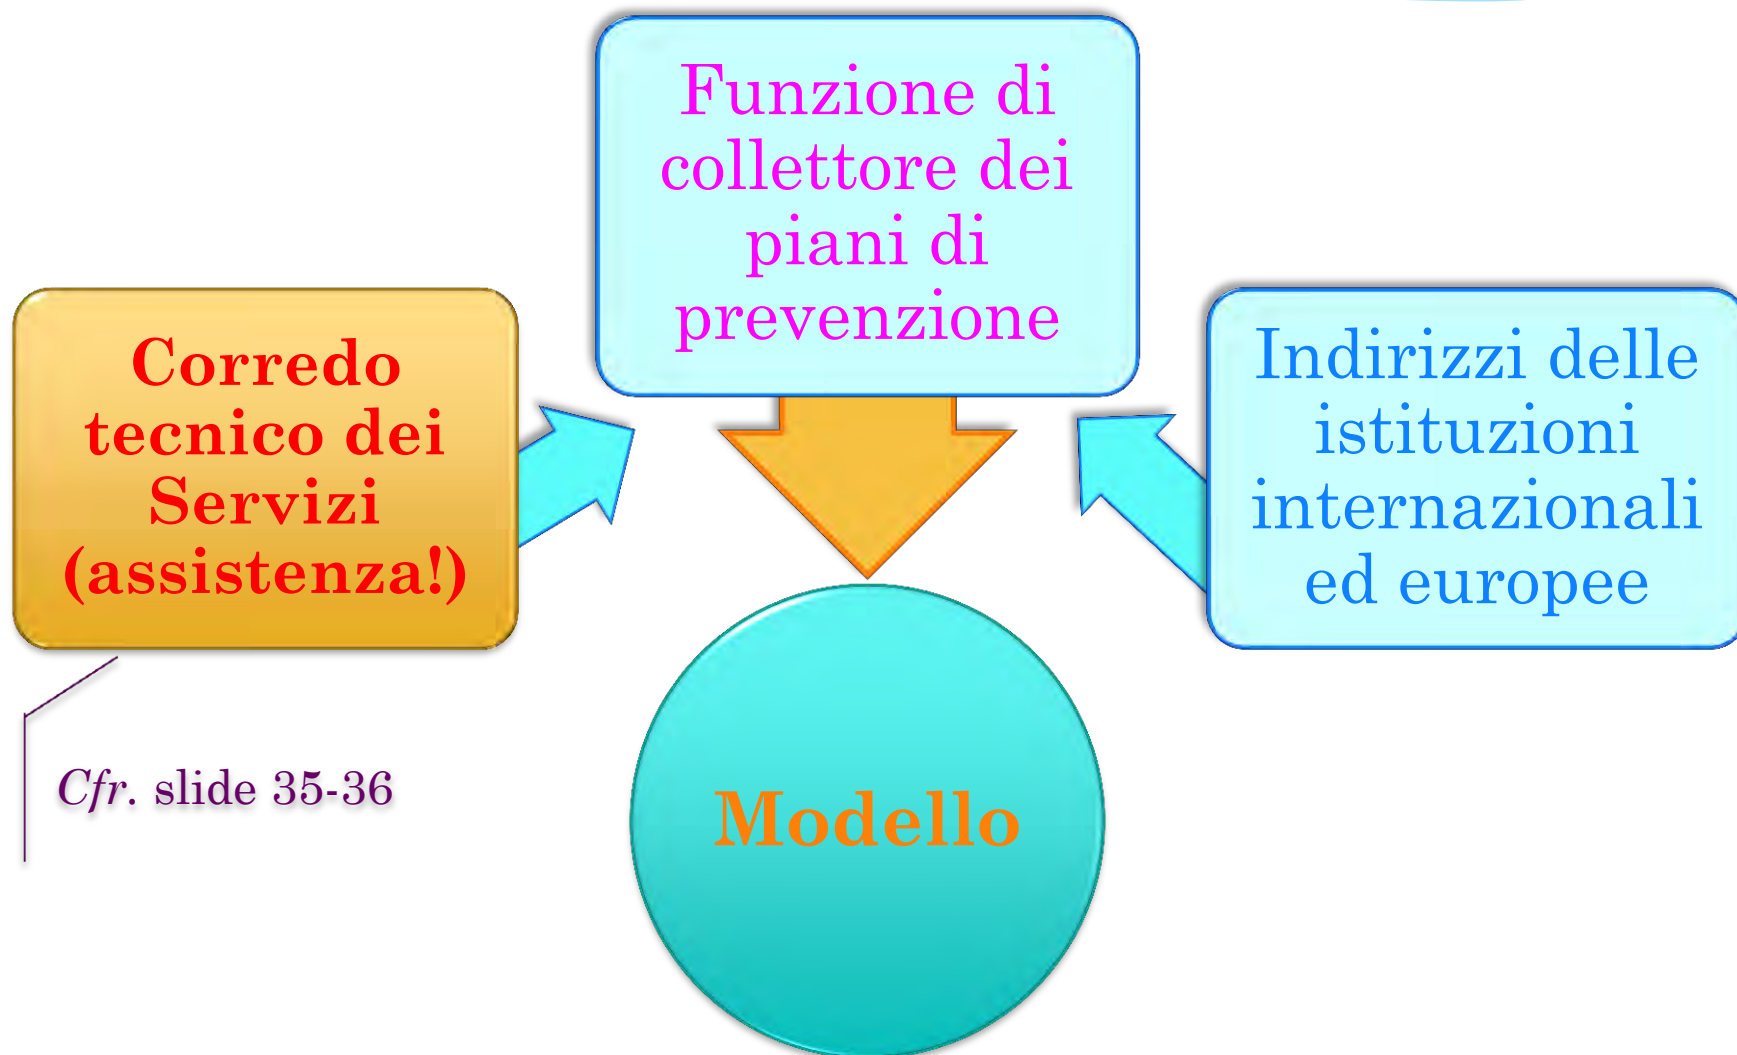 Funzione di
collettore dei
piani di
prevenzione
Corredo
tecnico dei
Servizi
(assistenza!)
Indirizzi delle
istituzioni
internazionali
ed europee
Cfr. slide 35-36
Modello